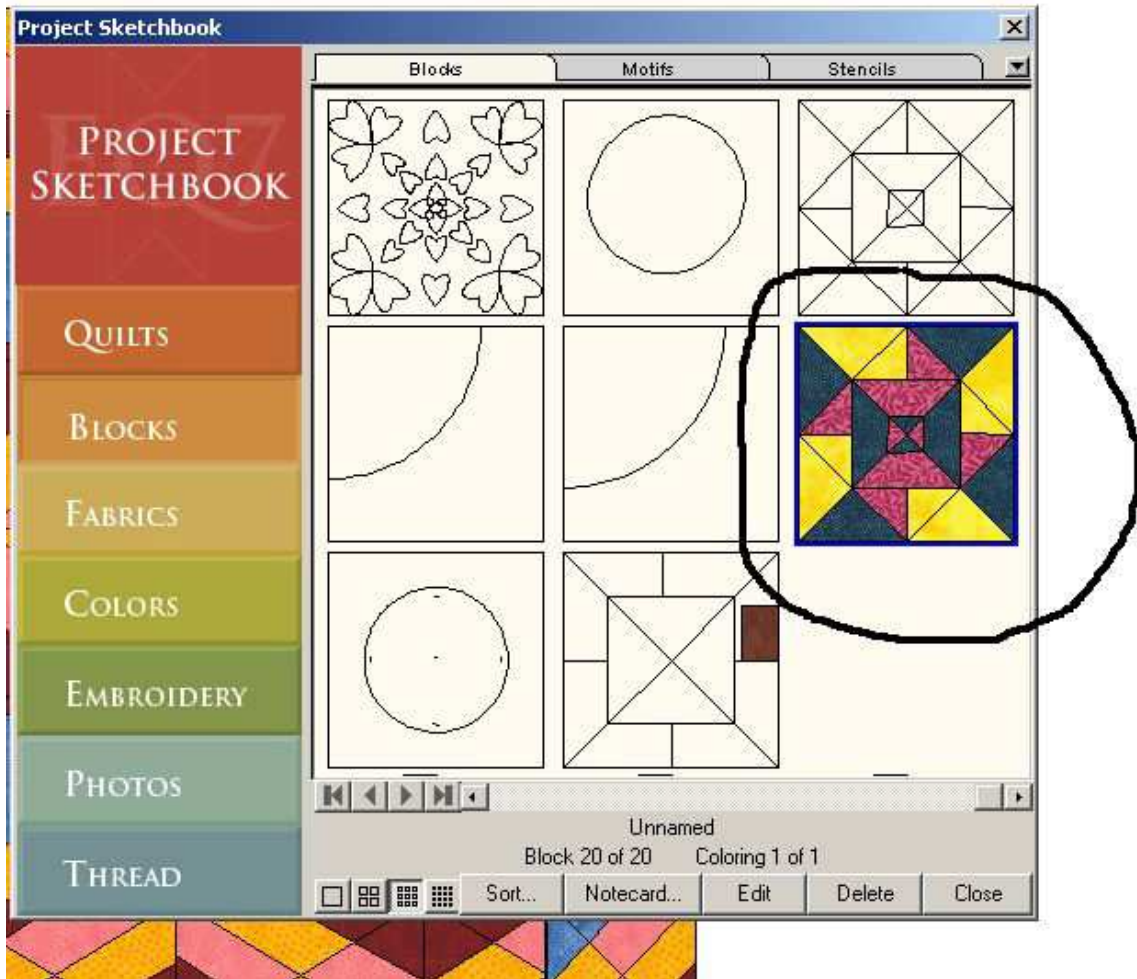 Project Sketchbook
PROJECT
SKETCHBOOK
Blocks
Motifs
Stencils
QUILTS
BLOCKS
FABRICS
COLORS
EMBROIDERY
PHOTOS
THREAD
Unnamed
Block 20 of 20 Coloring 1 of 1
Sort... Notecard... Edit Delete Close